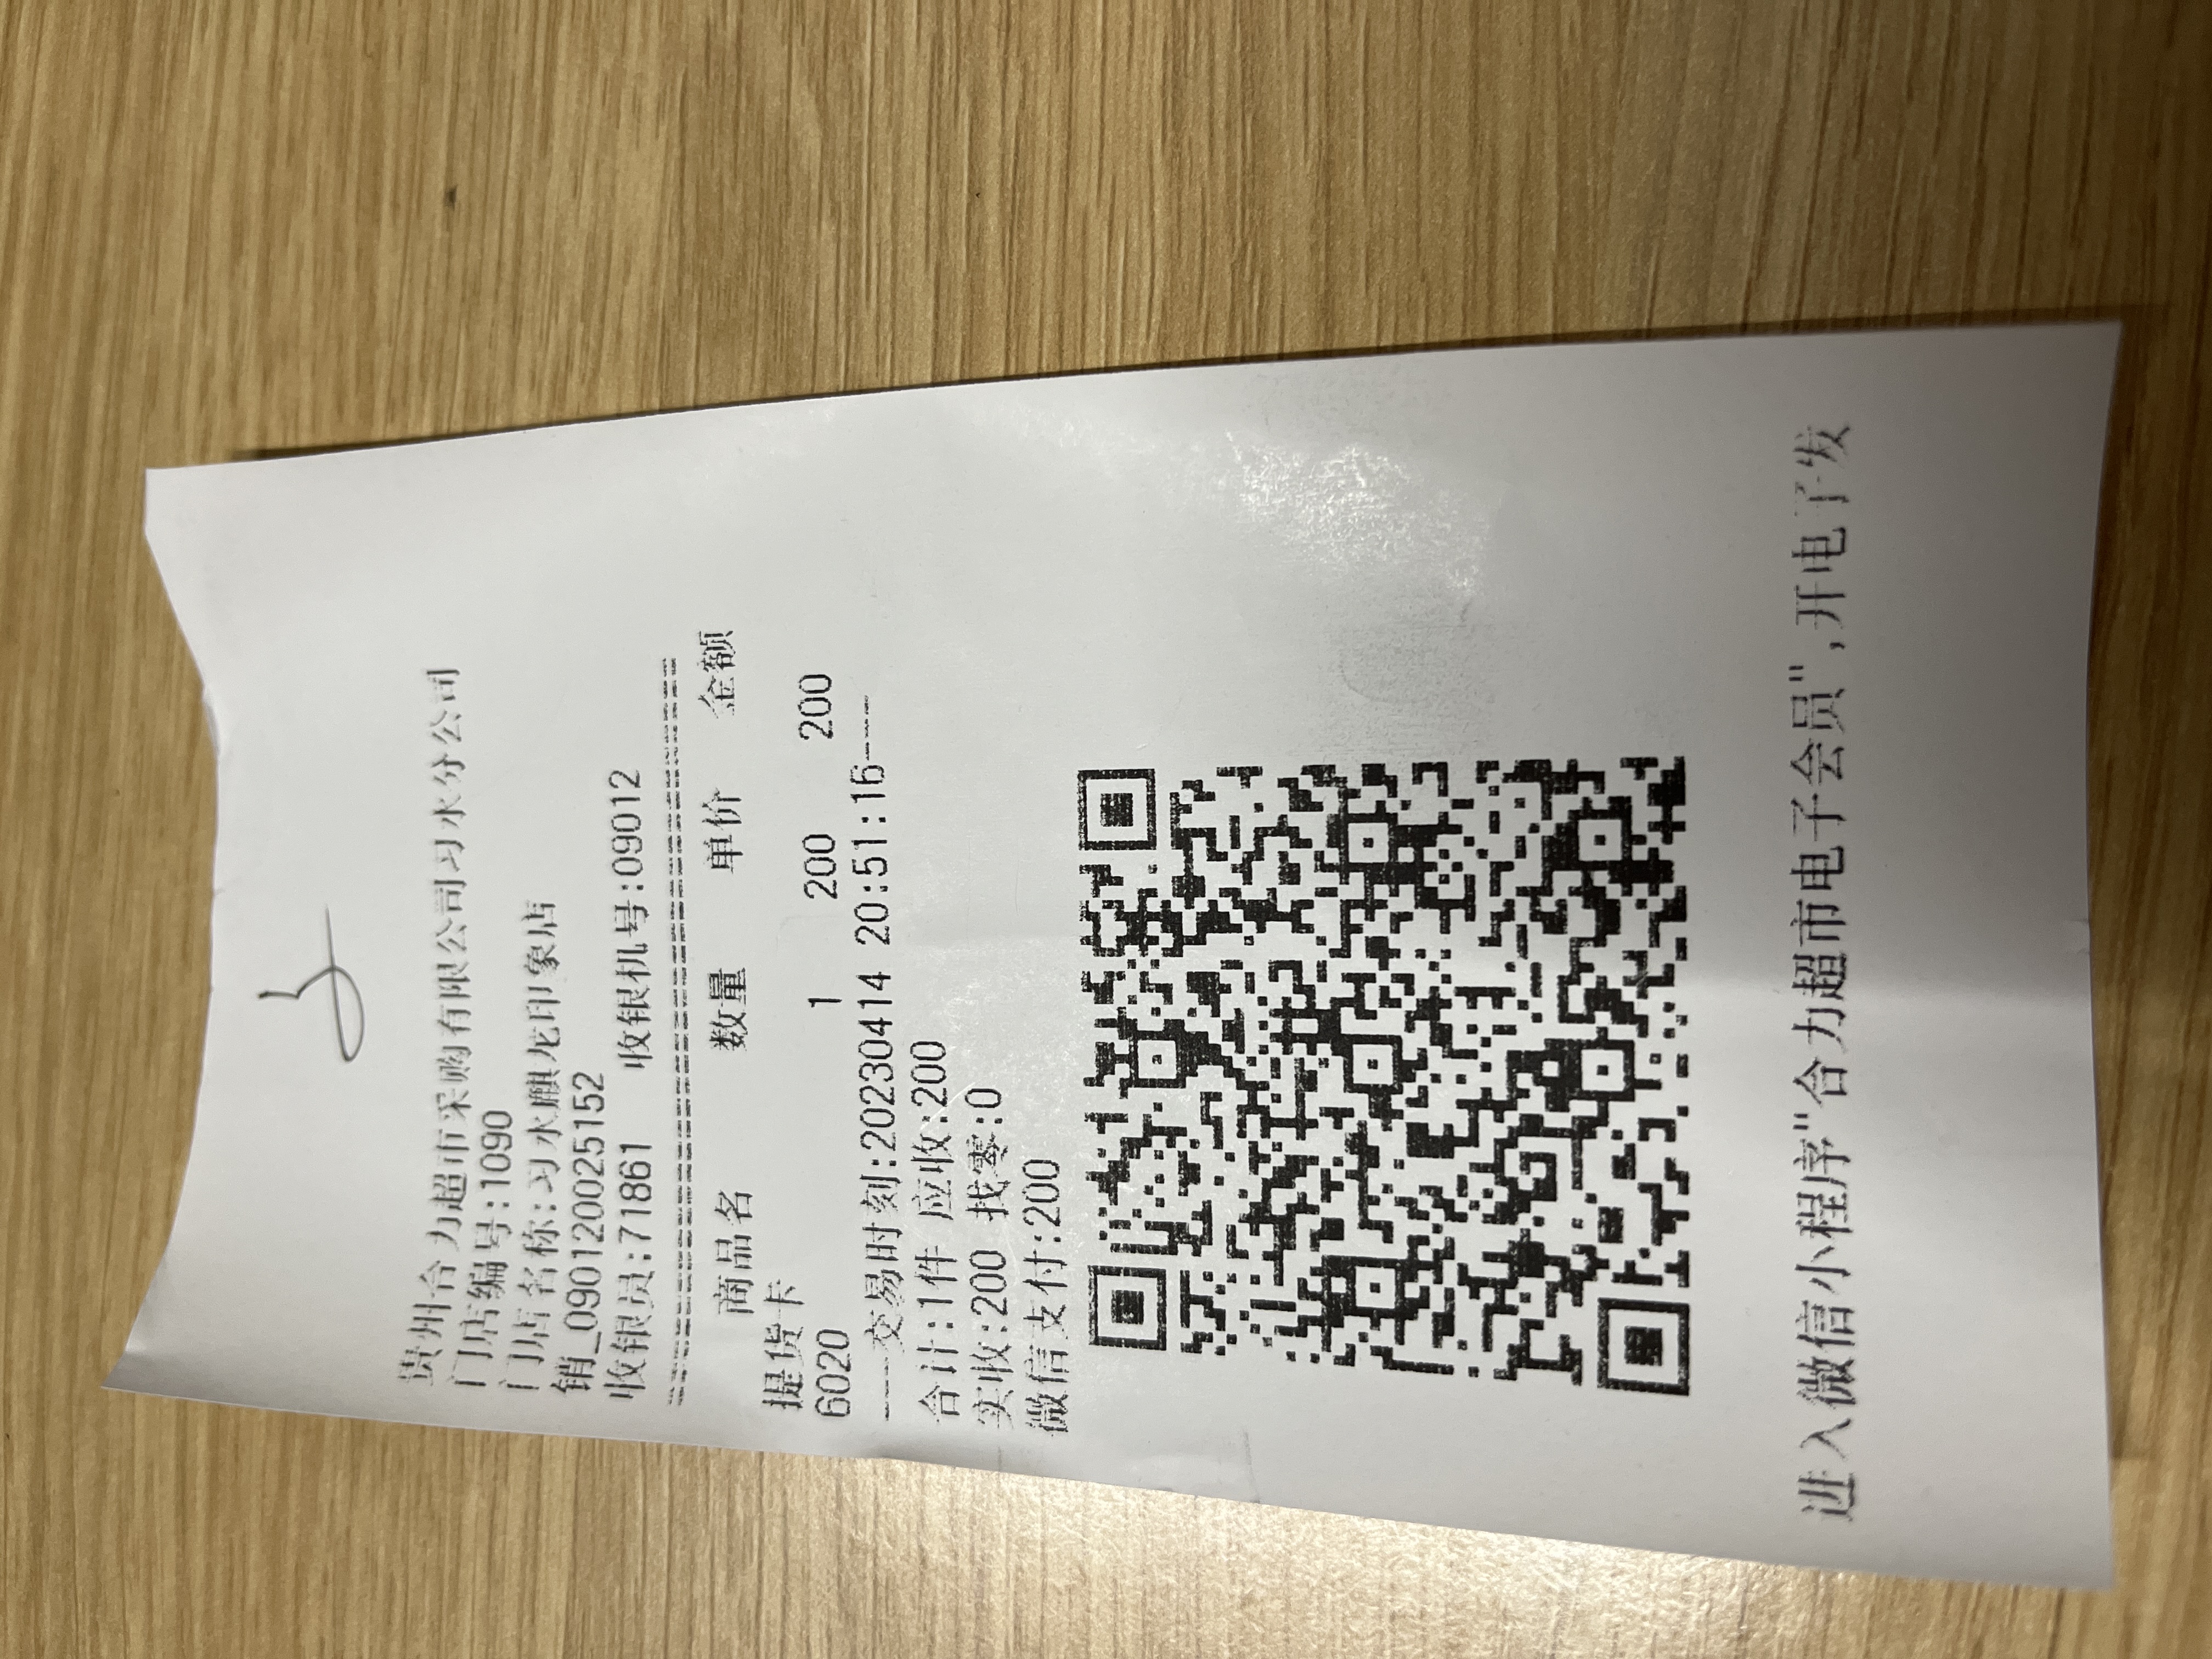 贵州合力超市采购有限公司习水分公司
门店编号:1090
门店名称:习水麒龙印象店
销_090120025152
收银员:71861 收银机号:09012
商品名 数量 单价 金额
提货卡
6020 1 200 200
----交易时刻:20230414 20:51:16----
合计:1件 应收:200
实收:200 找零:0
微信支付:200
进入微信小程序"合力超市电子会员",开电子发